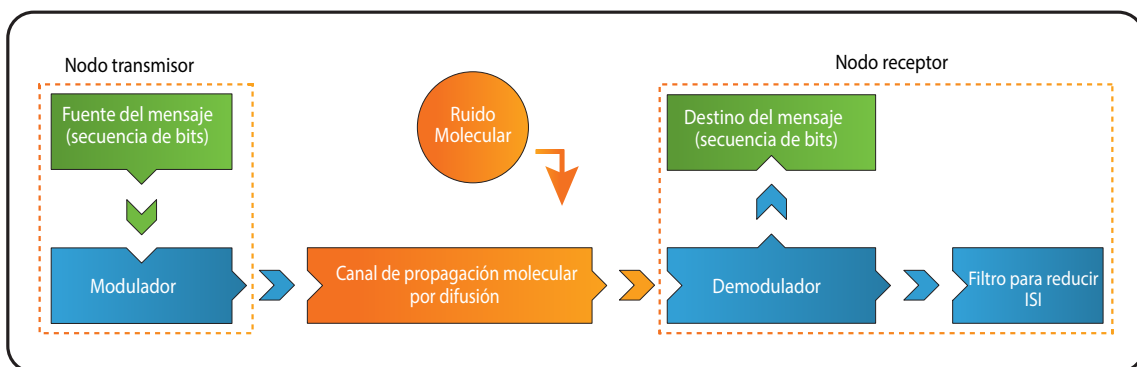 Nodo transmisor
Fuente del mensaje
(secuencia de bits)
Modulador
Ruido
Molecular
Canal de propagación molecular
por difusión
Nodo receptor
Destino del mensaje
(secuencia de bits)
Demodulador
Filtro para reducir
ISI